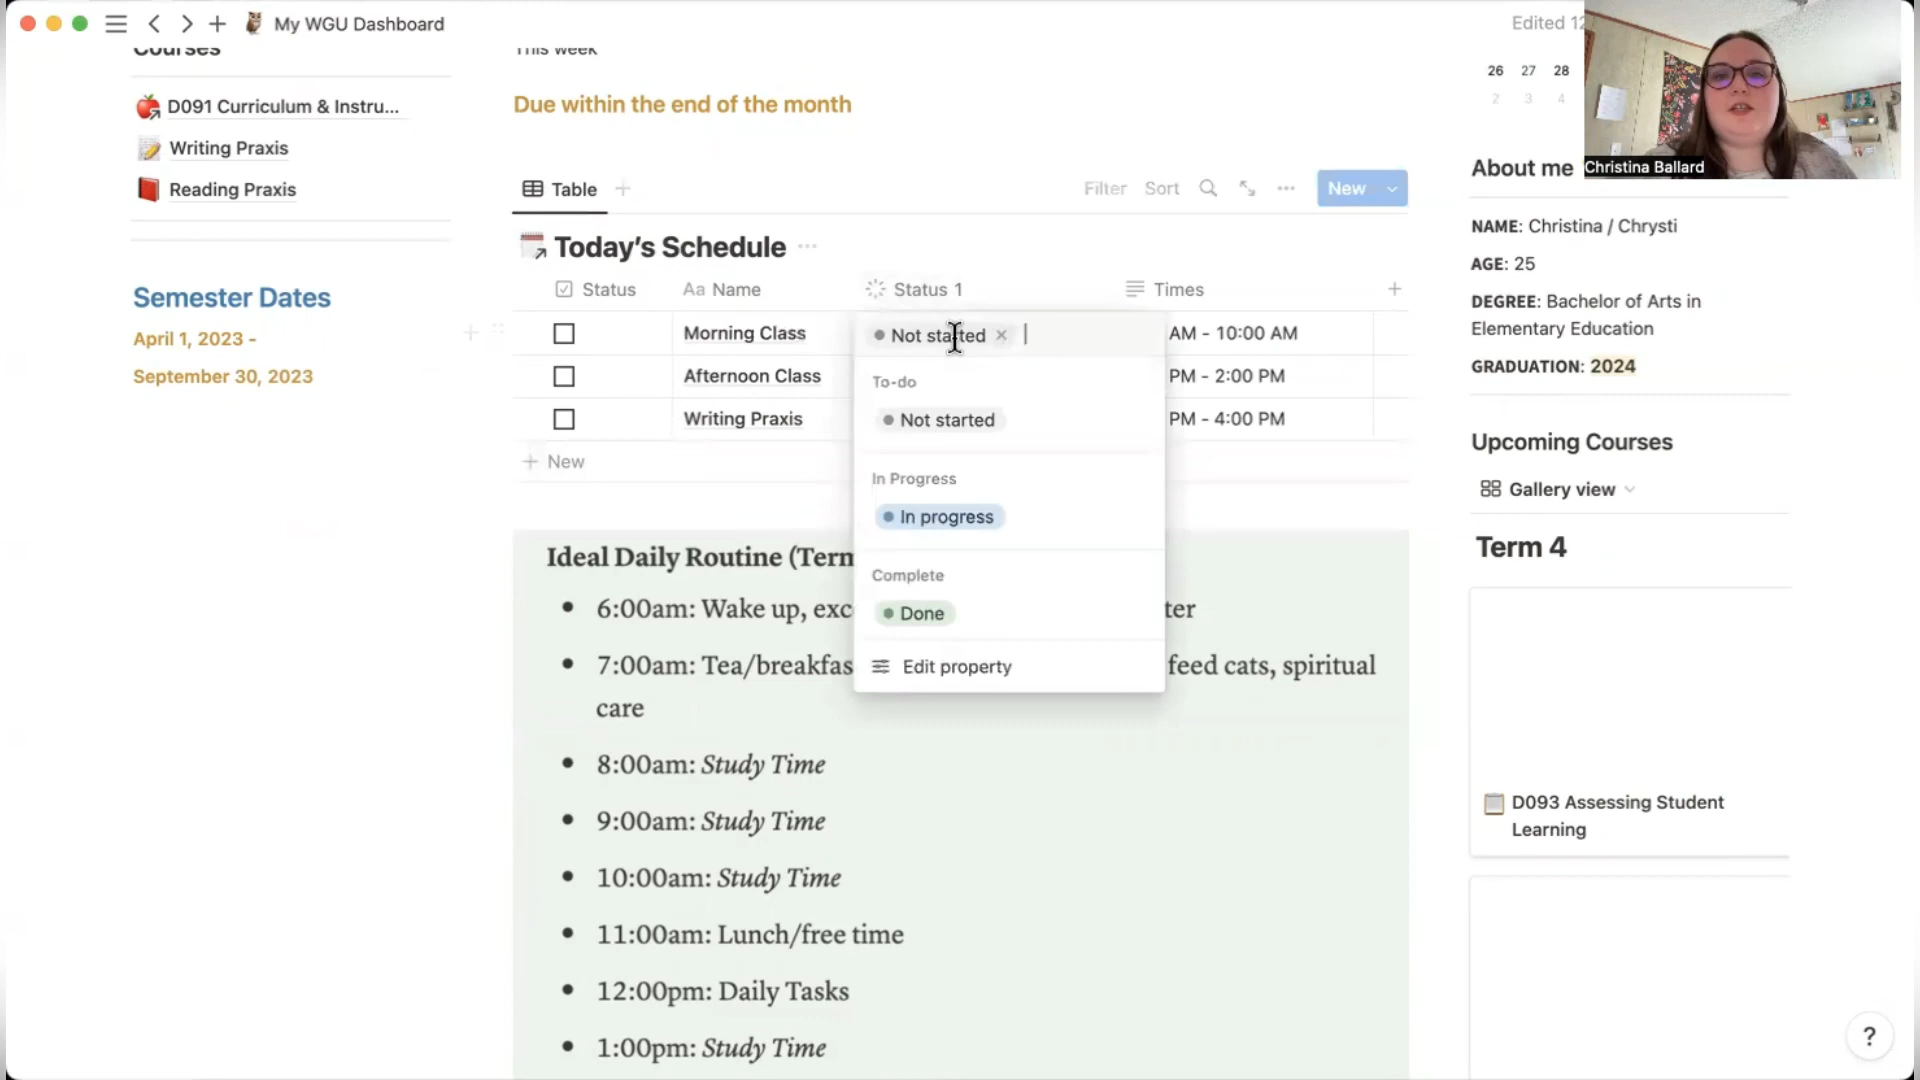 My WGU Dashboard
Edited 12
Courses
D091 Curriculum & Instru...
Writing Praxis
Reading Praxis
Semester Dates
April 1, 2023 -
September 30, 2023
This week
Due within the end of the month
Table
Filter
Sort
New
Today's Schedule
Status
Aa Name
Status 1
Times
Morning Class
Not started
AM - 10:00 AM
Afternoon Class
PM - 2:00 PM
Writing Praxis
PM - 4:00 PM
New
To-do
Not started
In Progress
In progress
Complete
Done
Edit property
Ideal Daily Routine (Term
6:00am: Wake up, exc
ter
7:00am: Tea/breakfas
feed cats, spiritual
care
8:00am: Study Time
9:00am: Study Time
10:00am: Study Time
11:00am: Lunch/free time
12:00pm: Daily Tasks
1:00pm: Study Time
26 27 28
2 3 4
Christina Ballard
About me
NAME: Christina / Chrysti
AGE: 25
DEGREE: Bachelor of Arts in
Elementary Education
GRADUATION: 2024
Upcoming Courses
Gallery view
Term 4
D093 Assessing Student
Learning
?